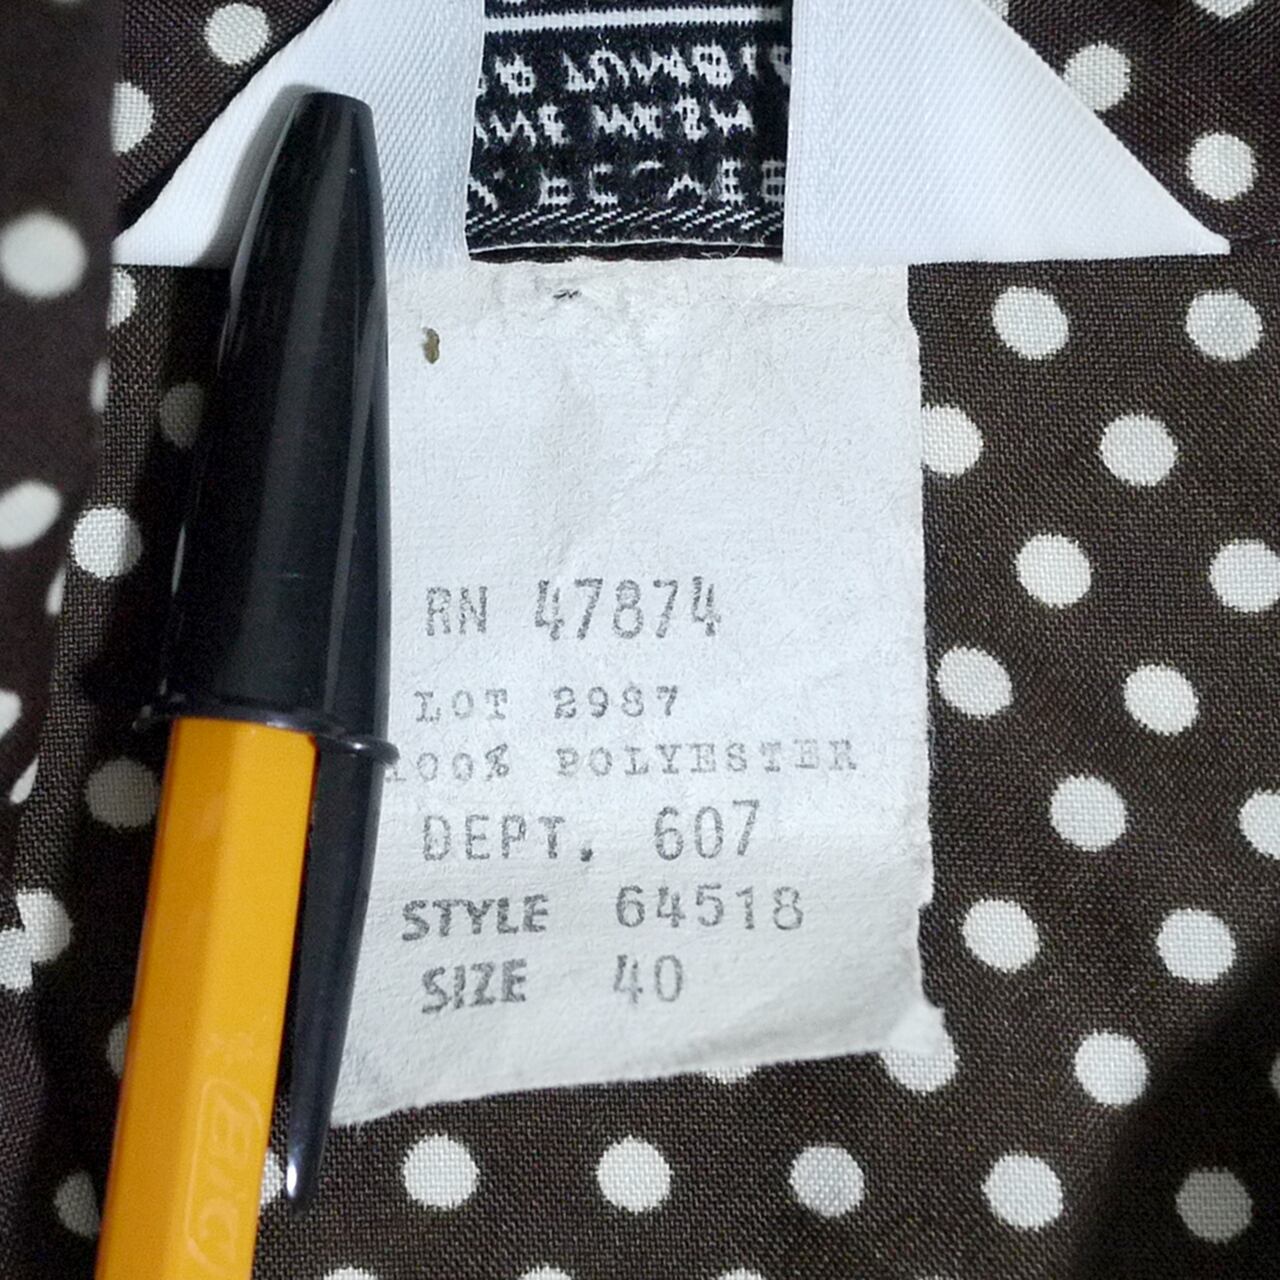 RN 47874
LOT 2987
100% POLYESTER
DEPT. 607
STYLE 64518
SIZE 40
BIC